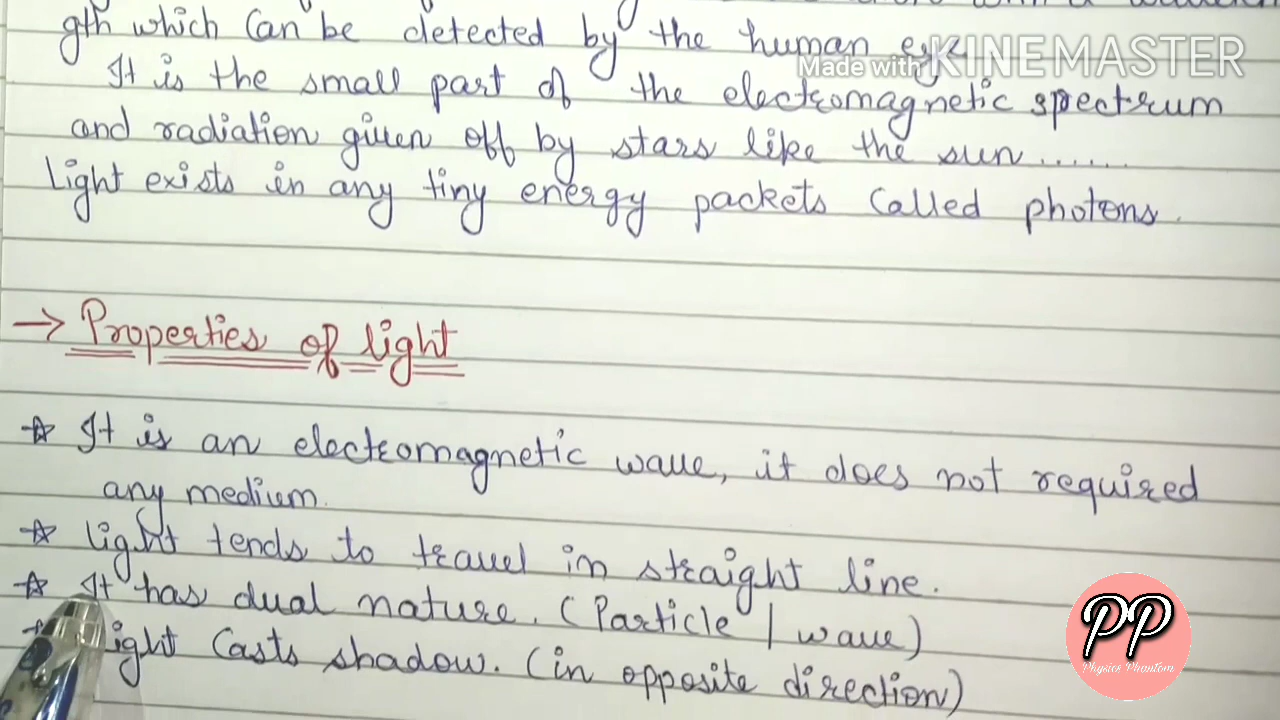 gth which can be detected by the human eye
Made with KINEMASTER
It is the small part of the electromagnetic spectrum
and radiation given off by stars like the sun ......
Light exists in any tiny energy packets called photons.
→ Properties of light
☆ It is an electromagnetic wave, it does not required
any medium.
☆ light tends to travel in straight line.
☆ It has dual nature. (Particle / wave)
ight casts shadow. (in opposite direction)
PP
Physics Phantom